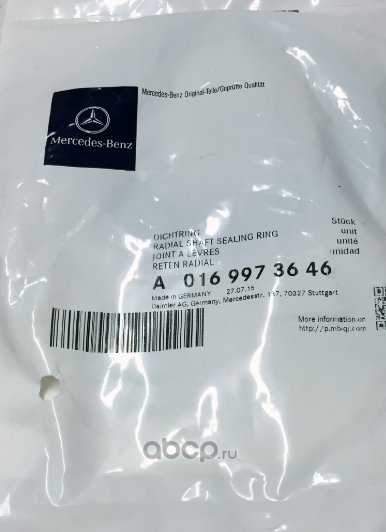 Mercedes-Benz Original-Teile/Geprüfte Qualität
Mercedes-Benz
DICHTRING
RADIAL SHAFT SEALING RING
JOINT A LEVRES
RETEN RADIAL
Stück
unit
unité
unidad
A 016 997 36 46
Made in GERMANY 27.07.15
Daimler AG, Germany, Mercedesstr. 137, 70327 Stuttgart
More information on
http://p.mb-qr.com
abcp.ru